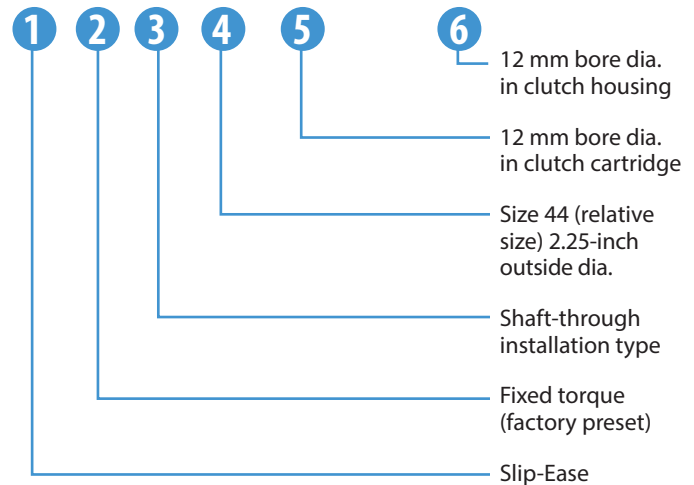 1 2 3 4 5 6
12 mm bore dia.
in clutch housing
12 mm bore dia.
in clutch cartridge
Size 44 (relative
size) 2.25-inch
outside dia.
Shaft-through
installation type
Fixed torque
(factory preset)
Slip-Ease